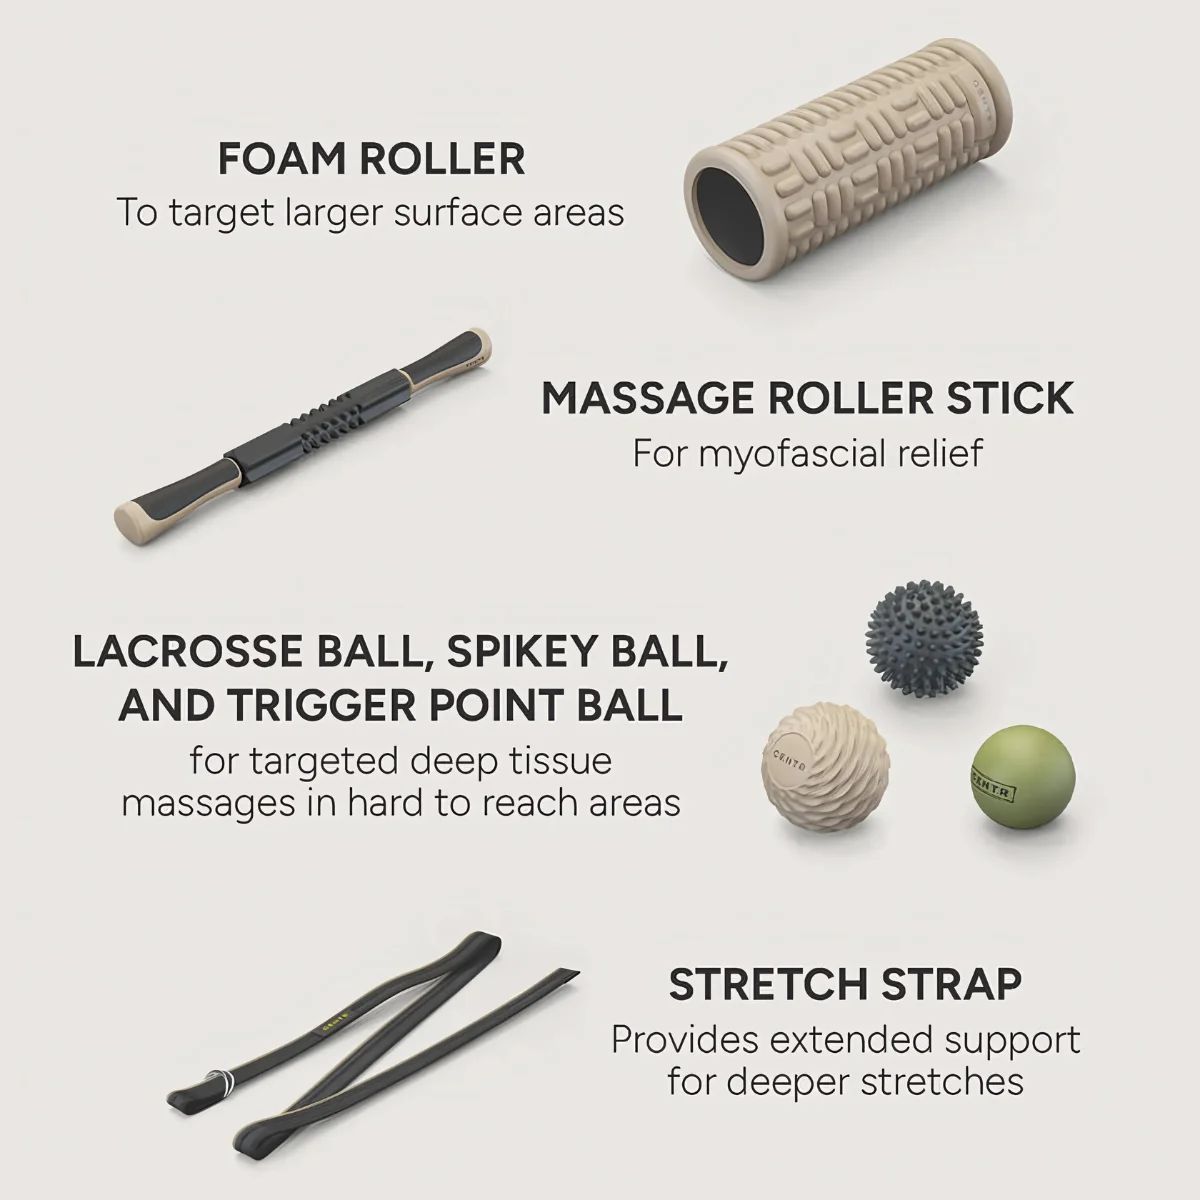 CENTR
FOAM ROLLER
To target larger surface areas
MASSAGE ROLLER STICK
For myofascial relief
LACROSSE BALL, SPIKEY BALL,
AND TRIGGER POINT BALL
for targeted deep tissue
massages in hard to reach areas
CENTR
CENTR
STRETCH STRAP
Provides extended support
for deeper stretches
CENTR